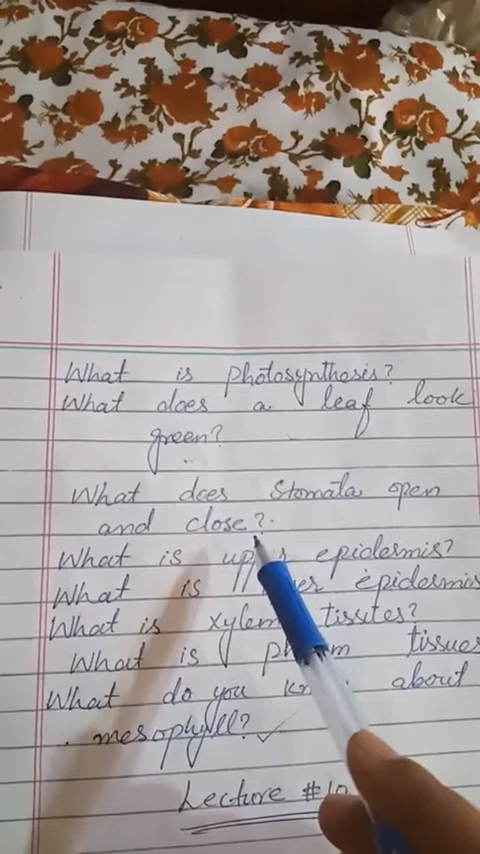 What is photosynthesis?
What does a leaf look
green?
What does Stomata open
and close?
What is epidermis?
What is epidermis
What is xylem tissues?
What is tissues
What do you about
mesophyll?
Lecture #10